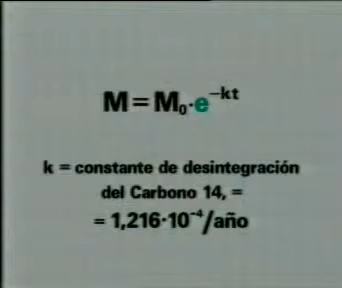 M=M₀·e⁻ᵏᵗ
k = constante de desintegración
del Carbono 14, =
= 1,216·10⁻⁴/año